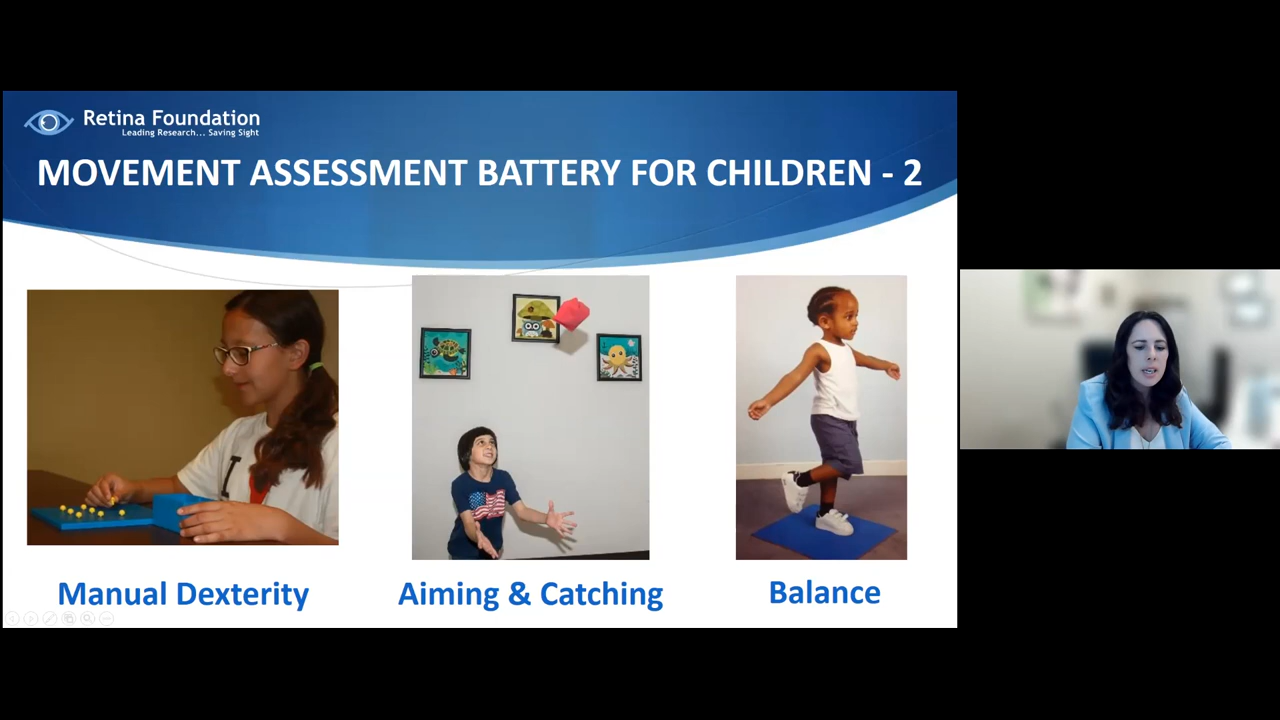 Retina Foundation
Leading Research... Saving Sight
MOVEMENT ASSESSMENT BATTERY FOR CHILDREN - 2
Manual Dexterity
Aiming & Catching
Balance